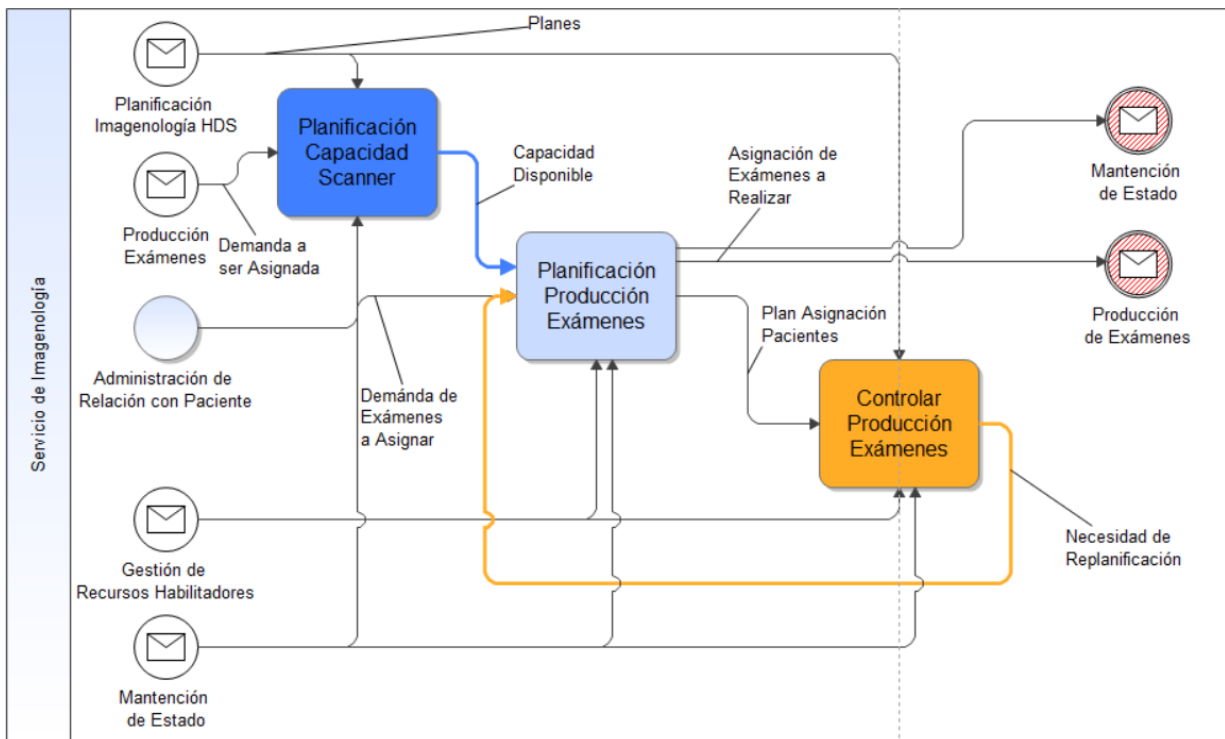 Servicio de Imagenología
Planes
Planificación
Imagenología HDS
Planificación
Capacidad
Scanner
Capacidad
Disponible
Asignación de
Exámenes a
Realizar
Mantención
de Estado
Producción
Exámenes
Demanda a
ser Asignada
Planificación
Producción
Exámenes
Producción
de Exámenes
Plan Asignación
Pacientes
Administración de
Relación con Paciente
Demánda de
Exámenes
a Asignar
Controlar
Producción
Exámenes
Necesidad de
Replanificación
Gestión de
Recursos Habilitadores
Mantención
de Estado